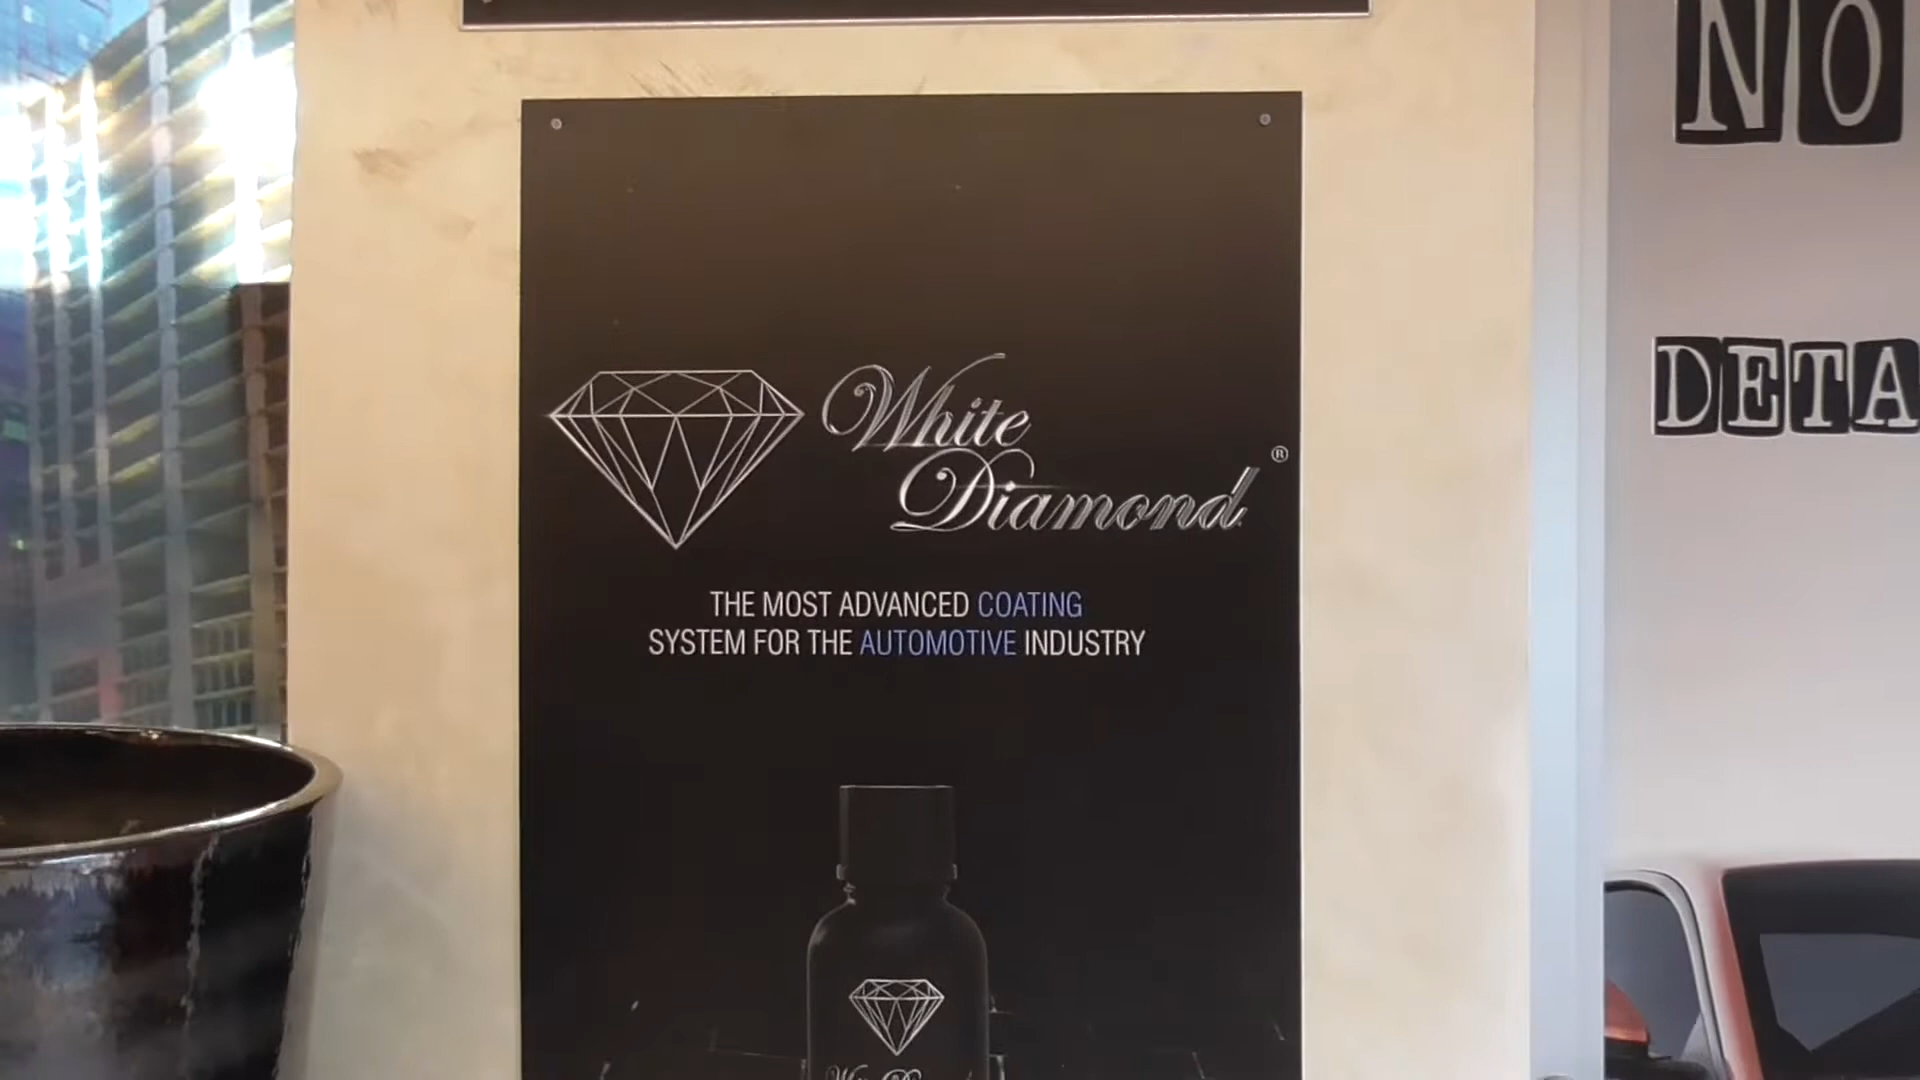 White
Diamond
®
THE MOST ADVANCED COATING
SYSTEM FOR THE AUTOMOTIVE INDUSTRY
NO
DETA